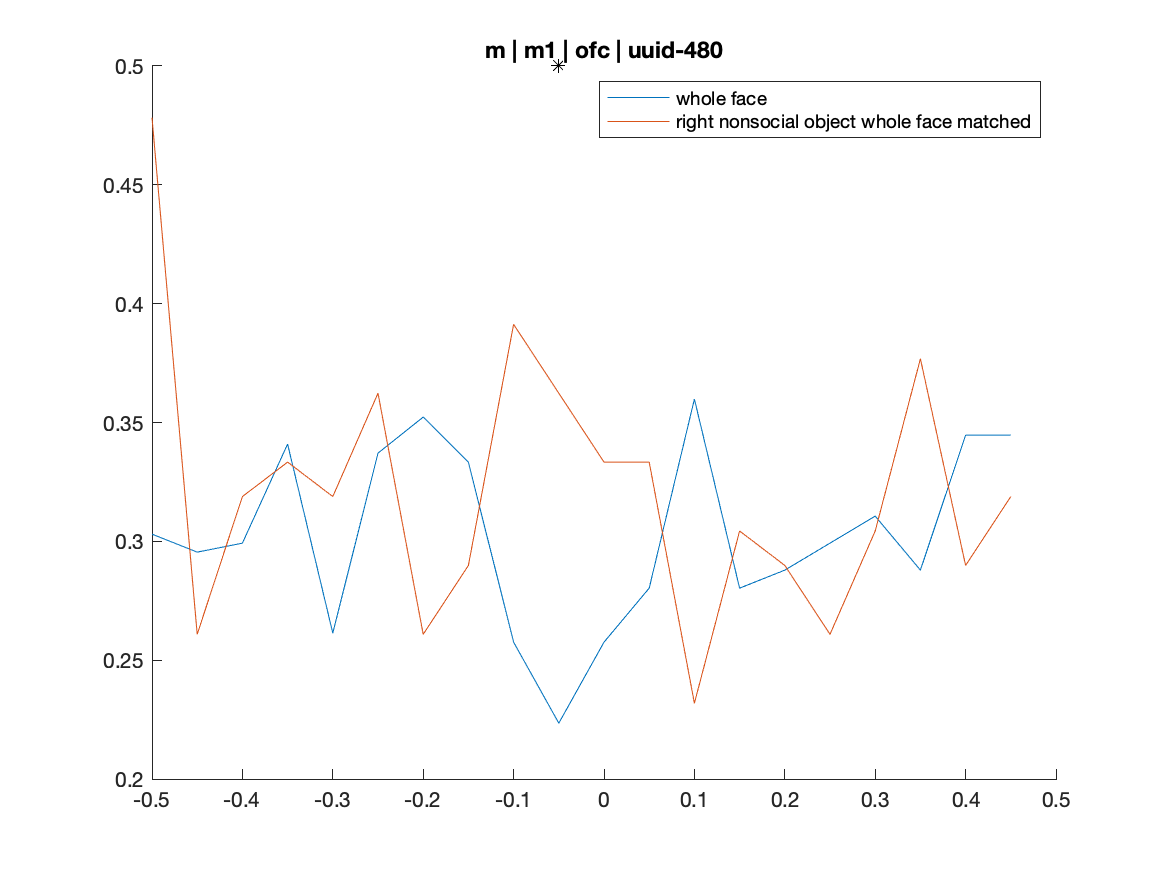 m | m1 | ofc | uuid-480
0.5
whole face
right nonsocial object whole face matched
0.45
0.4
0.35
0.3
0.25
0.2
-0.5 -0.4 -0.3 -0.2 -0.1 0 0.1 0.2 0.3 0.4 0.5